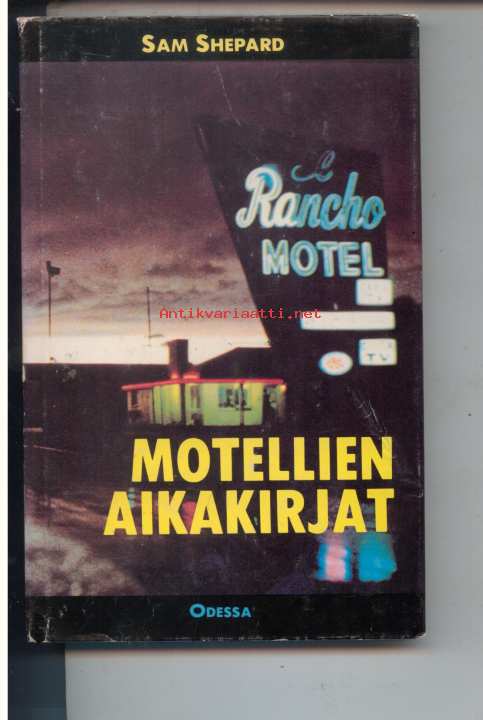 SAM SHEPARD
L
Rancho
MOTEL
Antikvariaatti.net
TV
MOTELLIEN
AIKAKIRJAT
ODESSA